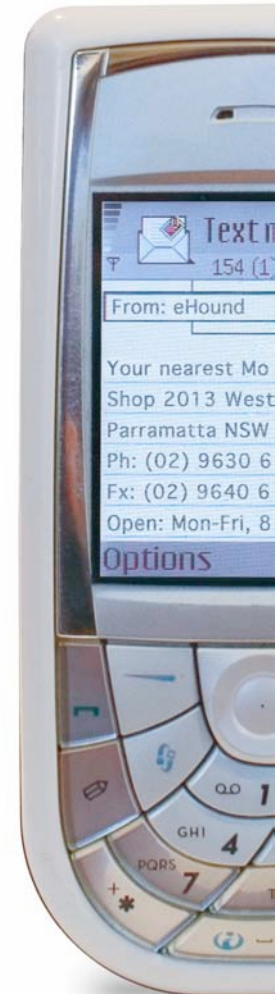 Text m
154 (1)
From: eHound
Your nearest Mo
Shop 2013 West
Parramatta NSW
Ph: (02) 9630 6
Fx: (02) 9640 6
Open: Mon-Fri, 8
Options
1
GHI 4
PQRS 7
+
*
T